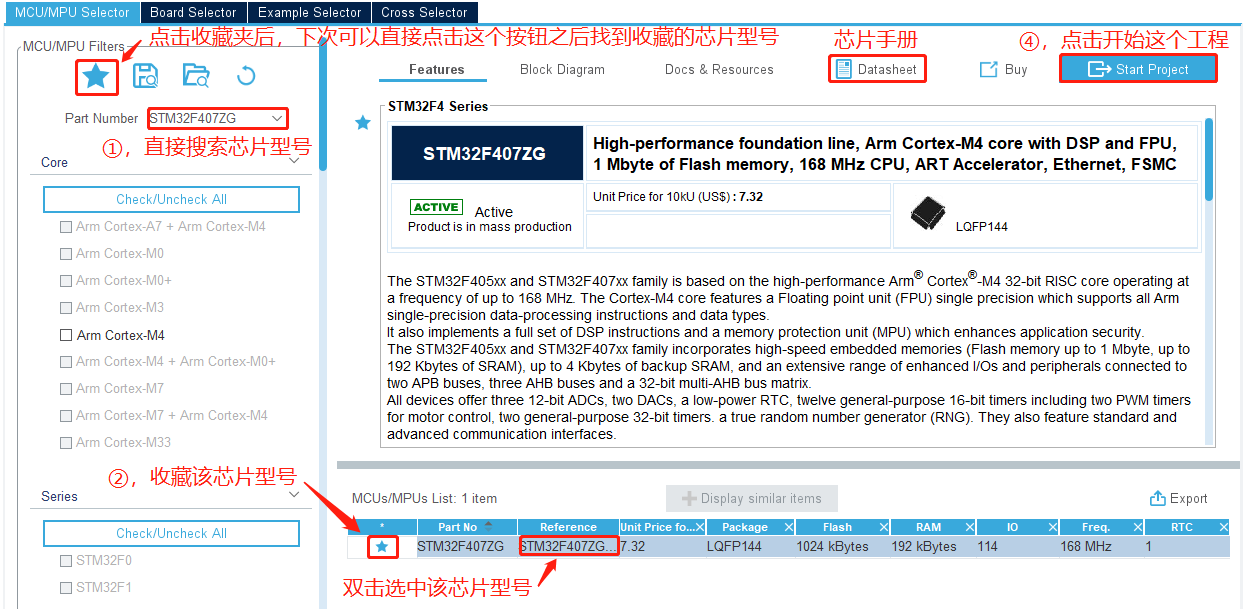 MCU/MPU Selector
Board Selector
Example Selector
Cross Selector
点击收藏夹后，下次可以直接点击这个按钮之后找到收藏的芯片型号
芯片手册
④，点击开始这个工程
MCU/MPU Filters
Features
Block Diagram
Docs & Resources
Datasheet
Buy
Start Project
Part Number
STM32F407ZG
①，直接搜索芯片型号
Core
Check/Uncheck All
Arm Cortex-A7 + Arm Cortex-M4
Arm Cortex-M0
Arm Cortex-M0+
Arm Cortex-M3
Arm Cortex-M4
Arm Cortex-M4 + Arm Cortex-M0+
Arm Cortex-M7
Arm Cortex-M7 + Arm Cortex-M4
Arm Cortex-M33
②，收藏该芯片型号
Series
Check/Uncheck All
STM32F0
STM32F1
STM32F4 Series
STM32F407ZG
High-performance foundation line, Arm Cortex-M4 core with DSP and FPU,
1 Mbyte of Flash memory, 168 MHz CPU, ART Accelerator, Ethernet, FSMC
ACTIVE
Active
Product is in mass production
Unit Price for 10kU (US$) : 7.32
LQFP144
The STM32F405xx and STM32F407xx family is based on the high-performance Arm® Cortex®-M4 32-bit RISC core operating at
a frequency of up to 168 MHz. The Cortex-M4 core features a Floating point unit (FPU) single precision which supports all Arm
single-precision data-processing instructions and data types.
It also implements a full set of DSP instructions and a memory protection unit (MPU) which enhances application security.
The STM32F405xx and STM32F407xx family incorporates high-speed embedded memories (Flash memory up to 1 Mbyte, up to
192 Kbytes of SRAM), up to 4 Kbytes of backup SRAM, and an extensive range of enhanced I/Os and peripherals connected to
two APB buses, three AHB buses and a 32-bit multi-AHB bus matrix.
All devices offer three 12-bit ADCs, two DACs, a low-power RTC, twelve general-purpose 16-bit timers including two PWM timers
for motor control, two general-purpose 32-bit timers. a true random number generator (RNG). They also feature standard and
advanced communication interfaces.
MCUs/MPUs List: 1 item
Display similar items
Export
*
Part No
Reference
Unit Price fo...
Package
Flash
RAM
IO
Freq.
RTC
STM32F407ZG
STM32F407ZG...
7.32
LQFP144
1024 kBytes
192 kBytes
114
168 MHz
1
双击选中该芯片型号